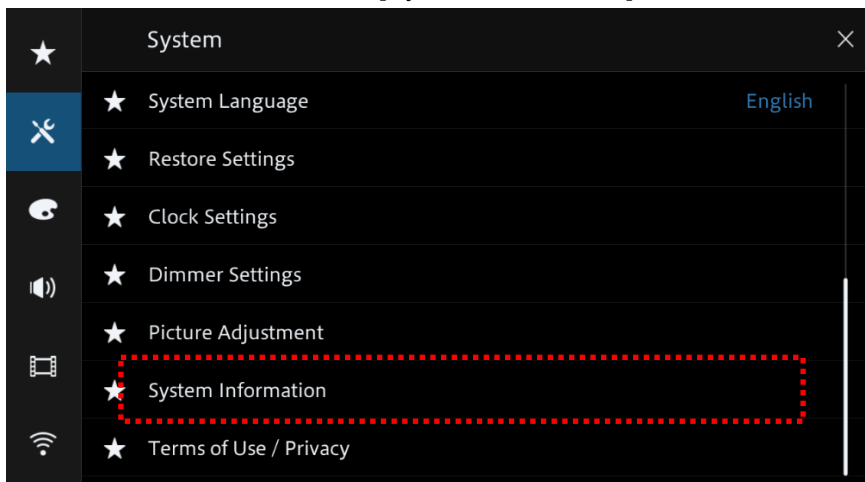 System
System Language English
Restore Settings
Clock Settings
Dimmer Settings
Picture Adjustment
System Information
Terms of Use / Privacy